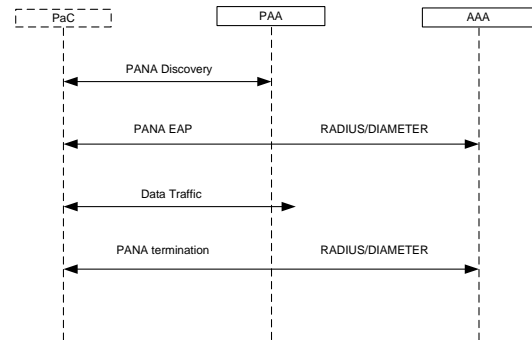 PaC PAA AAA
PANA Discovery
PANA EAP RADIUS/DIAMETER
Data Traffic
PANA termination RADIUS/DIAMETER